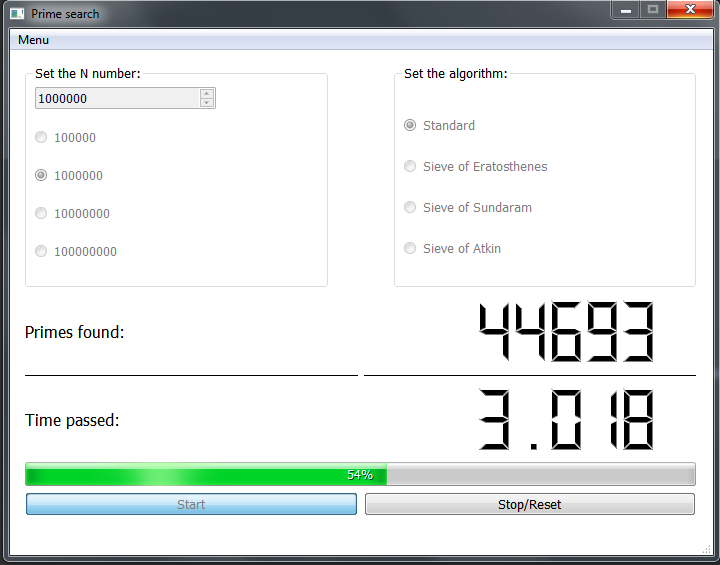 Prime search
Menu
Set the N number:
1000000
100000
1000000
10000000
100000000
Set the algorithm:
Standard
Sieve of Eratosthenes
Sieve of Sundaram
Sieve of Atkin
Primes found:
44693
Time passed:
3.018
54%
Start
Stop/Reset